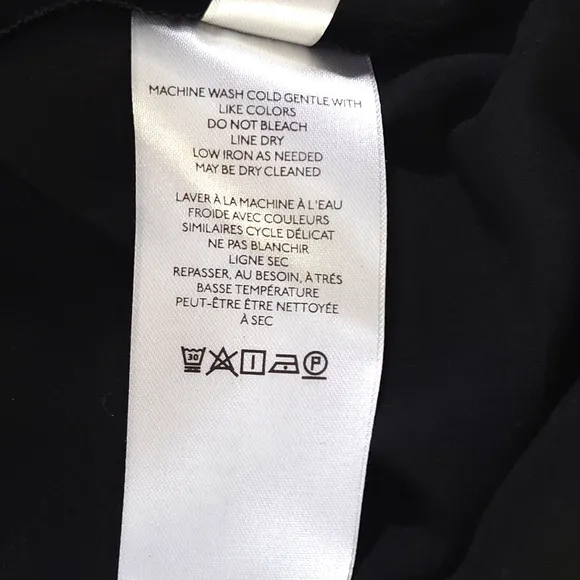 MACHINE WASH COLD GENTLE WITH
LIKE COLORS
DO NOT BLEACH
LINE DRY
LOW IRON AS NEEDED
MAY BE DRY CLEANED
LAVER À LA MACHINE À L'EAU
FROIDE AVEC COULEURS
SIMILAIRES CYCLE DÉLICAT
NE PAS BLANCHIR
LIGNE SEC
REPASSER, AU BESOIN, À TRÉS
BASSE TEMPÉRATURE
PEUT-ÊTRE ÊTRE NETTOYÉE
À SEC
30 P